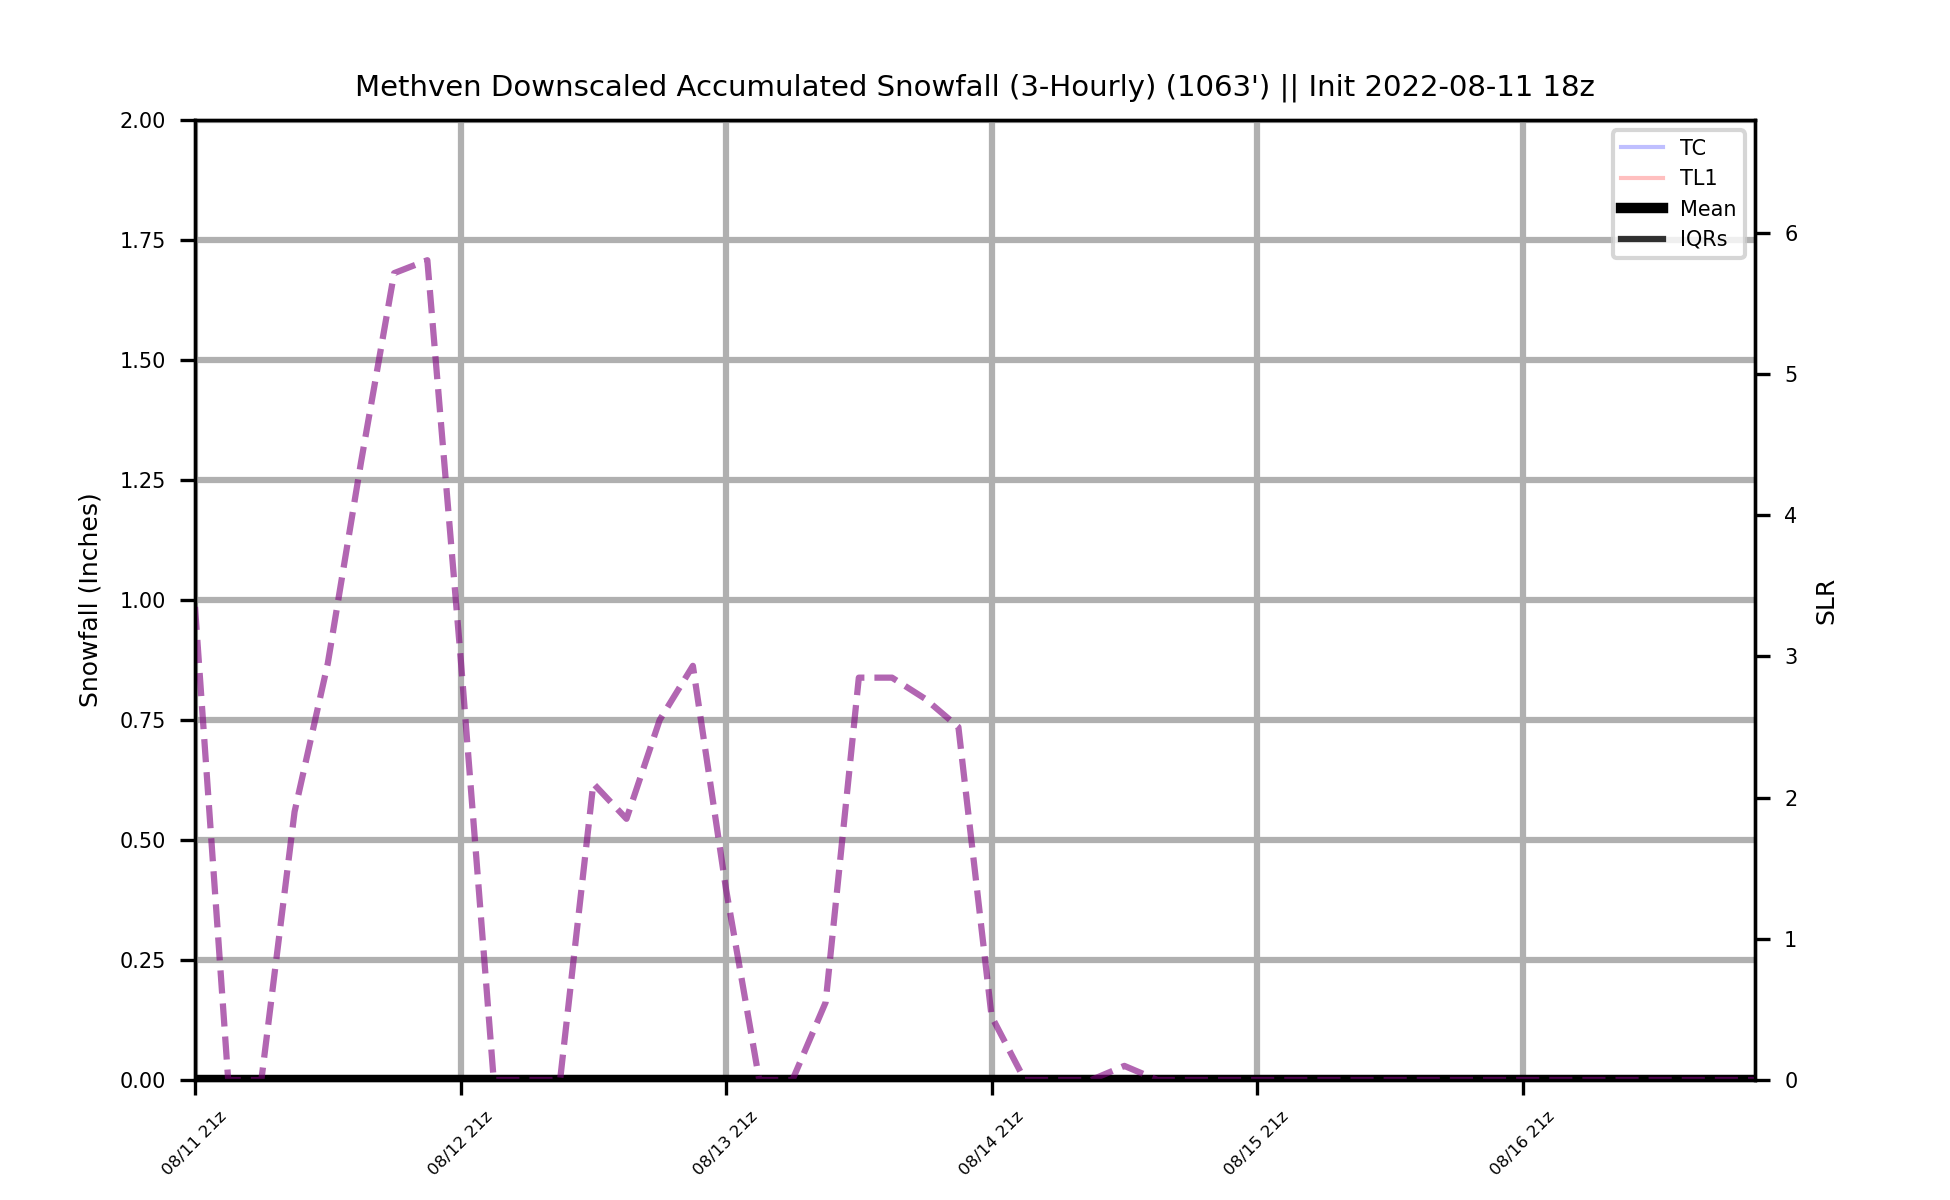 Methven Downscaled Accumulated Snowfall (3-Hourly) (1063') || Init 2022-08-11 18z
2.00
1.75
1.50
1.25
1.00
0.75
0.50
0.25
0.00
Snowfall (Inches)
TC
TL1
Mean
IQRs
6
5
4
3
2
1
0
SLR
08/11 21z
08/12 21z
08/13 21z
08/14 21z
08/15 21z
08/16 21z